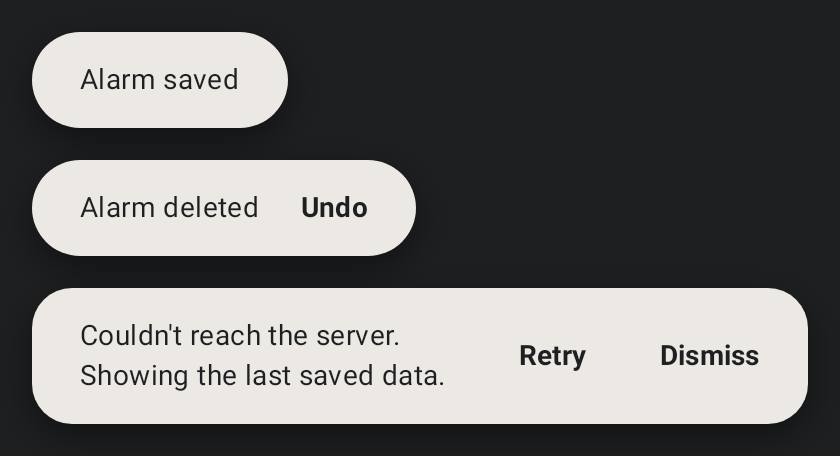 Alarm saved
Alarm deleted Undo
Couldn't reach the server.
Showing the last saved data.
Retry Dismiss